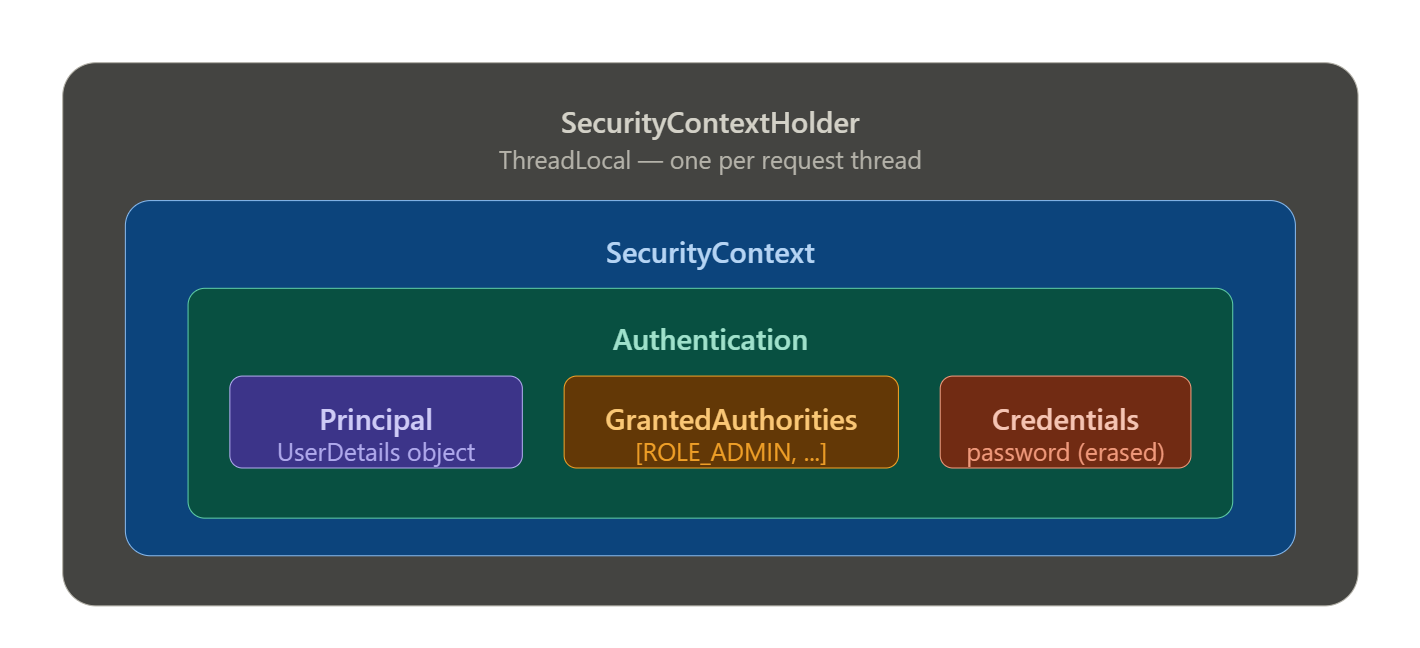 SecurityContextHolder
ThreadLocal — one per request thread
SecurityContext
Authentication
Principal
UserDetails object
GrantedAuthorities
[ROLE_ADMIN, ...]
Credentials
password (erased)